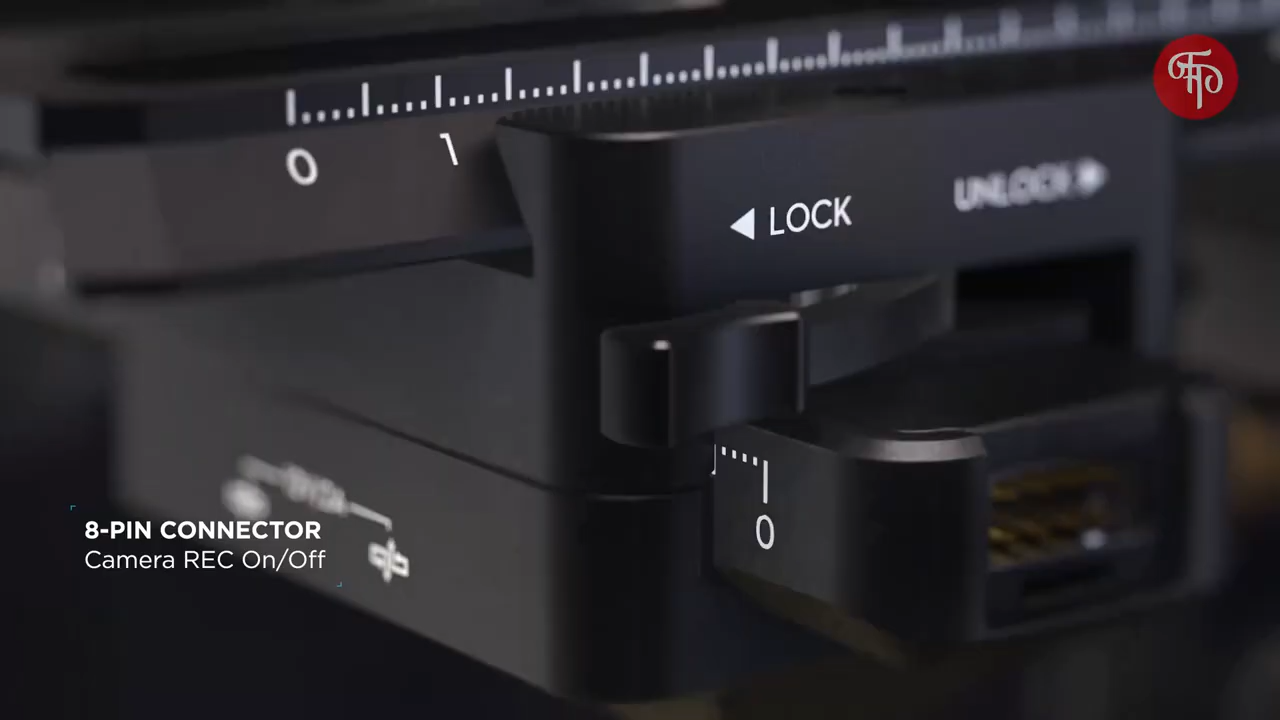 0
1
◀ LOCK
UNLOCK ▶
0
8-PIN CONNECTOR
Camera REC On/Off